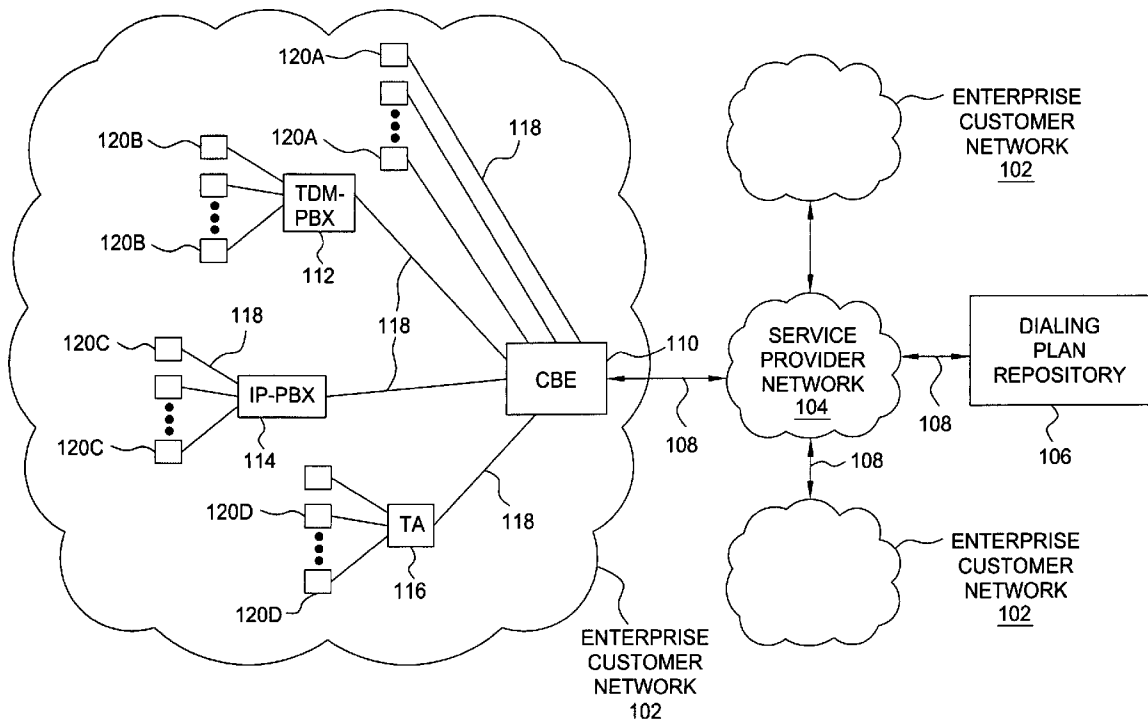 120A
120B
120A
118
TDM-
PBX
120B
112
118
118
120C
IP-PBX
120C
114
118
120D
TA
120D
116
CBE
110
108
ENTERPRISE
CUSTOMER
NETWORK
102
SERVICE
PROVIDER
NETWORK
104
108
DIALING
PLAN
REPOSITORY
106
108
ENTERPRISE
CUSTOMER
NETWORK
102
ENTERPRISE
CUSTOMER
NETWORK
102